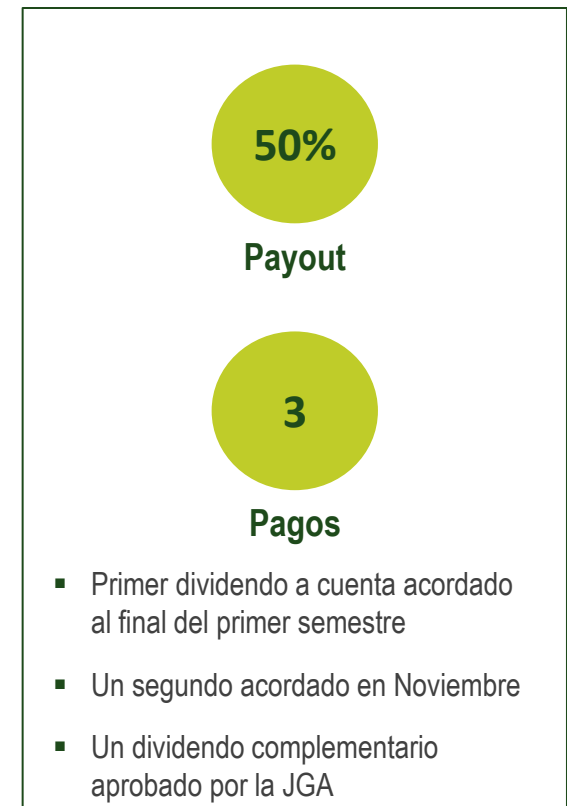 50%
Payout
3
Pagos
▪ Primer dividendo a cuenta acordado
al final del primer semestre
▪ Un segundo acordado en Noviembre
▪ Un dividendo complementario
aprobado por la JGA